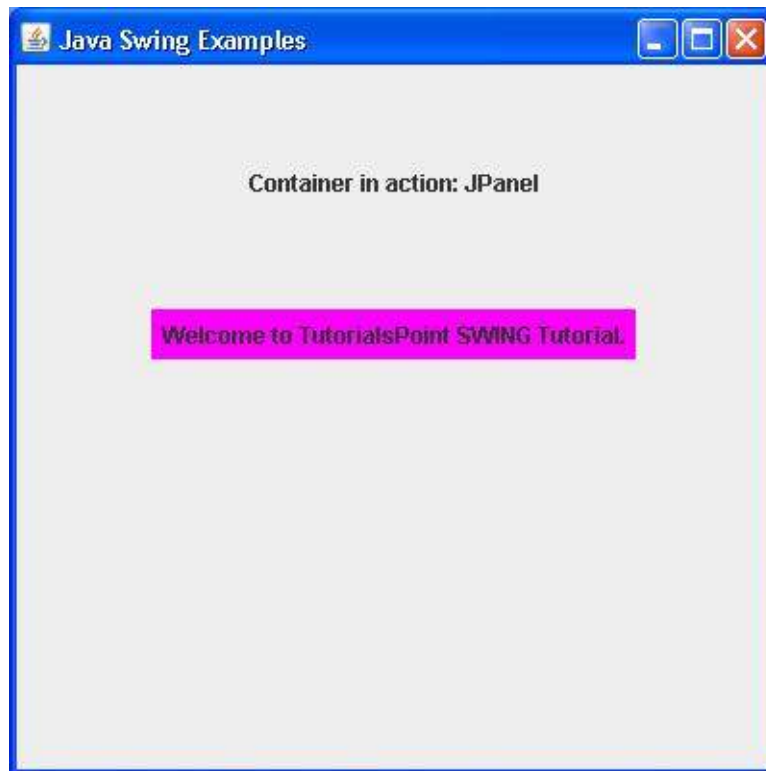 Java Swing Examples
Container in action: JPanel
Welcome to TutorialsPoint SWING Tutorial.